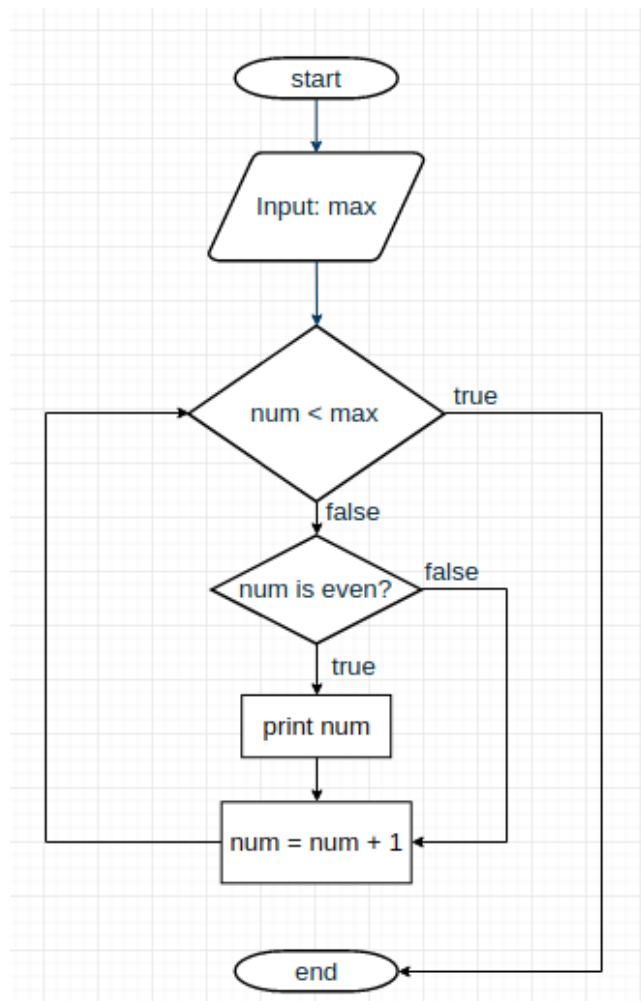 start
Input: max
num < max
true
false
num is even?
false
true
print num
num = num + 1
end